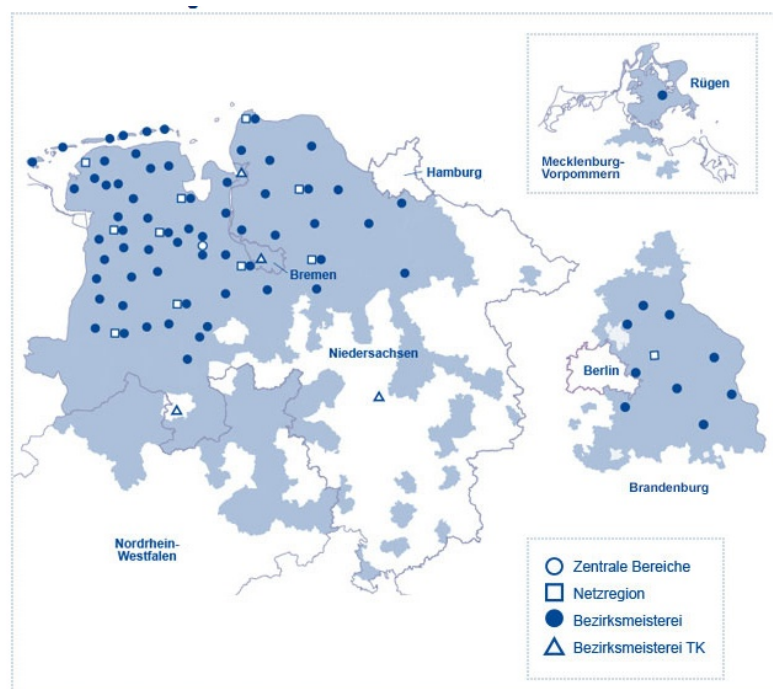 Rügen
Mecklenburg-
Vorpommern
Hamburg
Bremen
Niedersachsen
Berlin
Brandenburg
Nordrhein-
Westfalen
Zentrale Bereiche
Netzregion
Bezirksmeisterei
Bezirksmeisterei TK